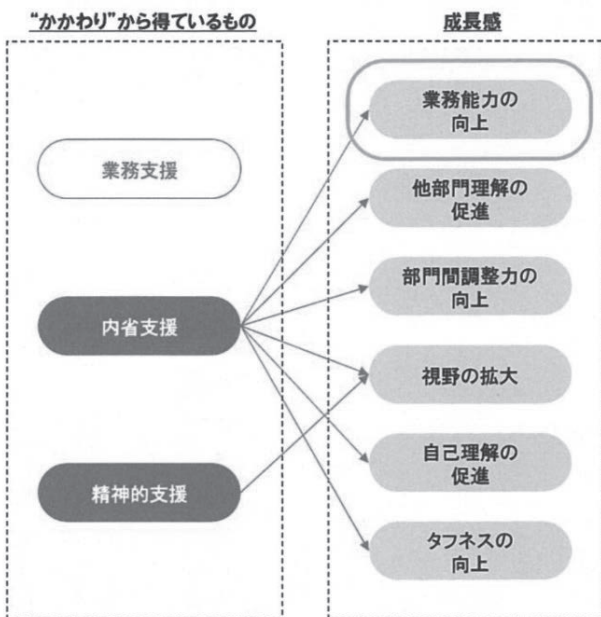 “かかわり”から得ているもの
業務支援
内省支援
精神的支援
成長感
業務能力の
向上
他部門理解の
促進
部門間調整力の
向上
視野の拡大
自己理解の
促進
タフネスの
向上